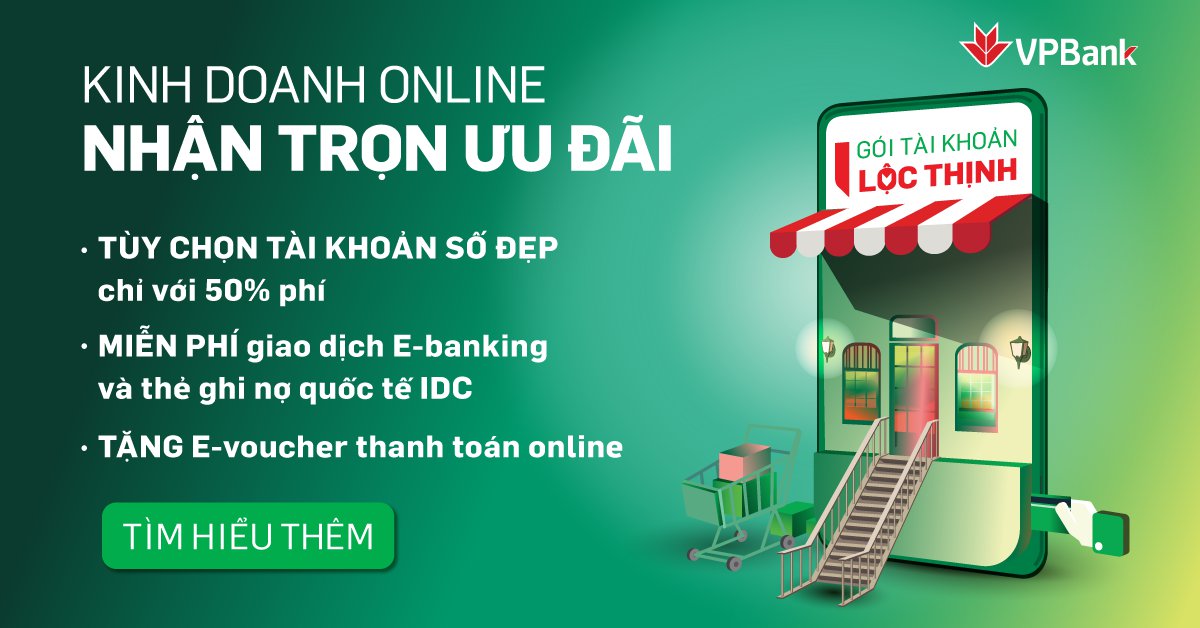 VPBank
KINH DOANH ONLINE
NHẬN TRỌN ƯU ĐÃI
• TÙY CHỌN TÀI KHOẢN SỐ ĐẸP
chỉ với 50% phí
• MIỄN PHÍ giao dịch E-banking
và thẻ ghi nợ quốc tế IDC
• TẶNG E-voucher thanh toán online
TÌM HIỂU THÊM
GÓI TÀI KHOẢN
LỘC THỊNH